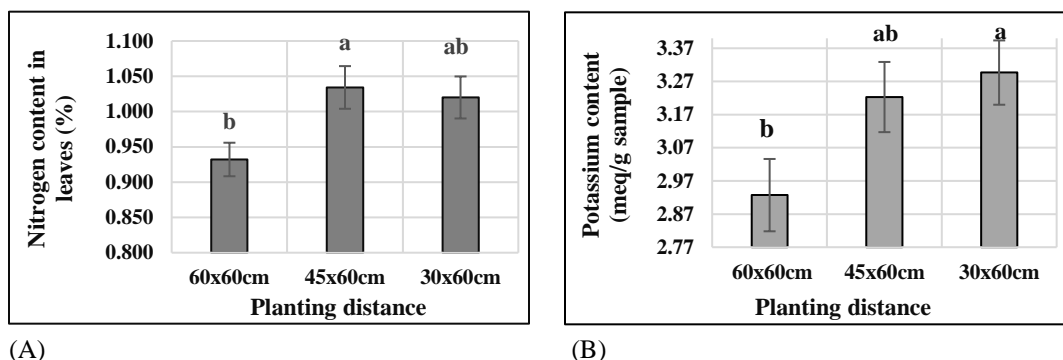 Nitrogen content in
leaves (%)
1.100
1.050
1.000
0.950
0.900
0.850
0.800
b
a
ab
60x60cm 45x60cm 30x60cm
Planting distance
(A)
Potassium content
(meq/g sample)
3.37
3.27
3.17
3.07
2.97
2.87
2.77
b
ab
a
60x60cm 45x60cm 30x60cm
Planting distance
(B)